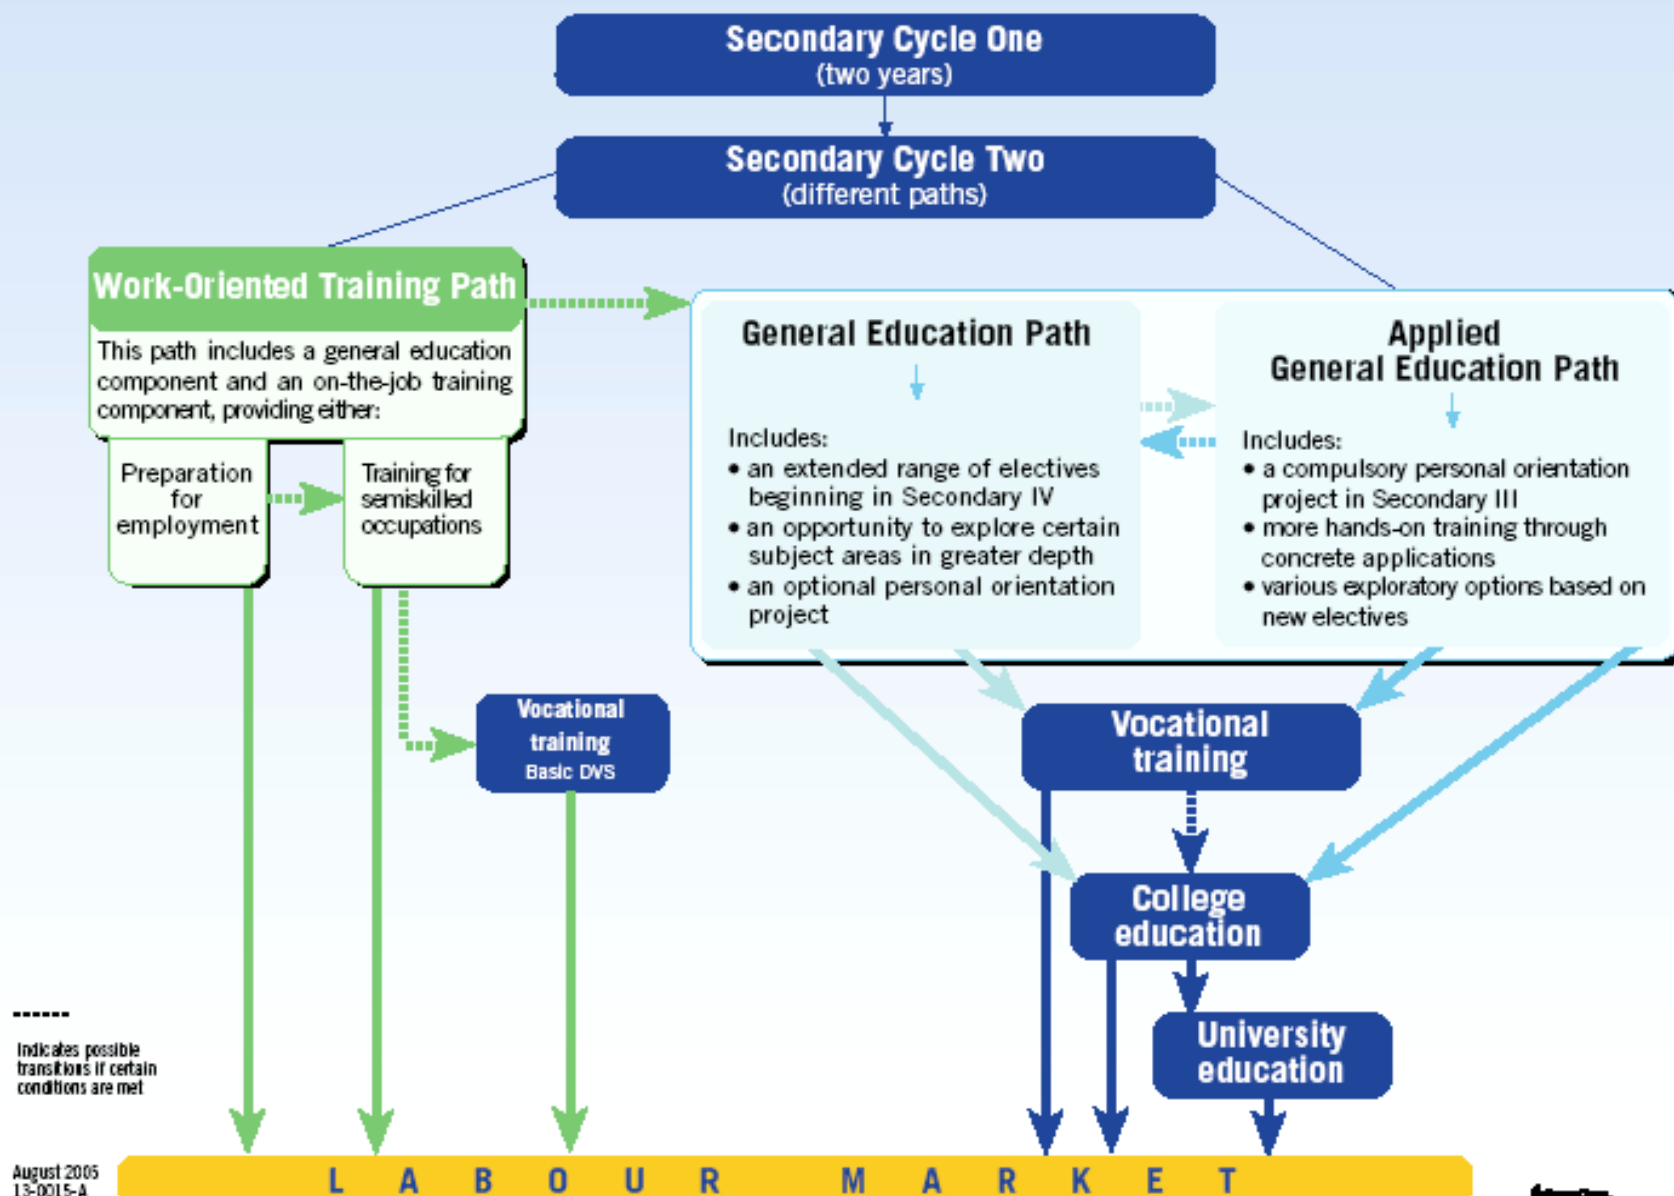 Secondary Cycle One
(two years)
Secondary Cycle Two
(different paths)
Work-Oriented Training Path
This path includes a general education
component and an on-the-job training
component, providing either:
Preparation
for
employment
Training for
semiskilled
occupations
General Education Path
Includes:
• an extended range of electives
beginning in Secondary IV
• an opportunity to explore certain
subject areas in greater depth
• an optional personal orientation
project
Applied
General Education Path
Includes:
• a compulsory personal orientation
project in Secondary III
• more hands-on training through
concrete applications
• various exploratory options based on
new electives
Vocational
training
Basic DVS
Vocational
training
College
education
University
education
Indicates possible
transitions if certain
conditions are met
August 2005
13-0015-A
LABOUR MARKET